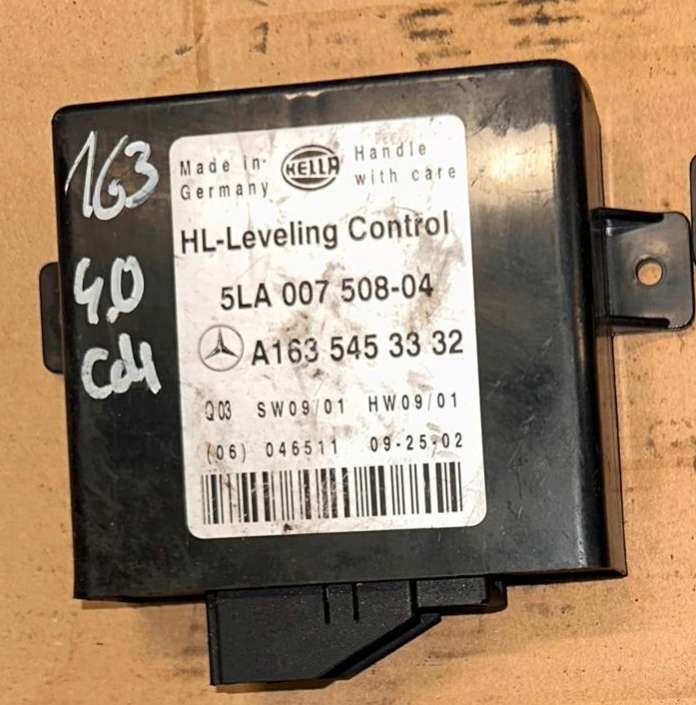 163
4.0
cdi
Made in Germany
HELLA
Handle with care
HL-Leveling Control
5LA 007 508-04
A163 545 33 32
Q03 SW09/01 HW09/01
(06) 046511 09-25.02